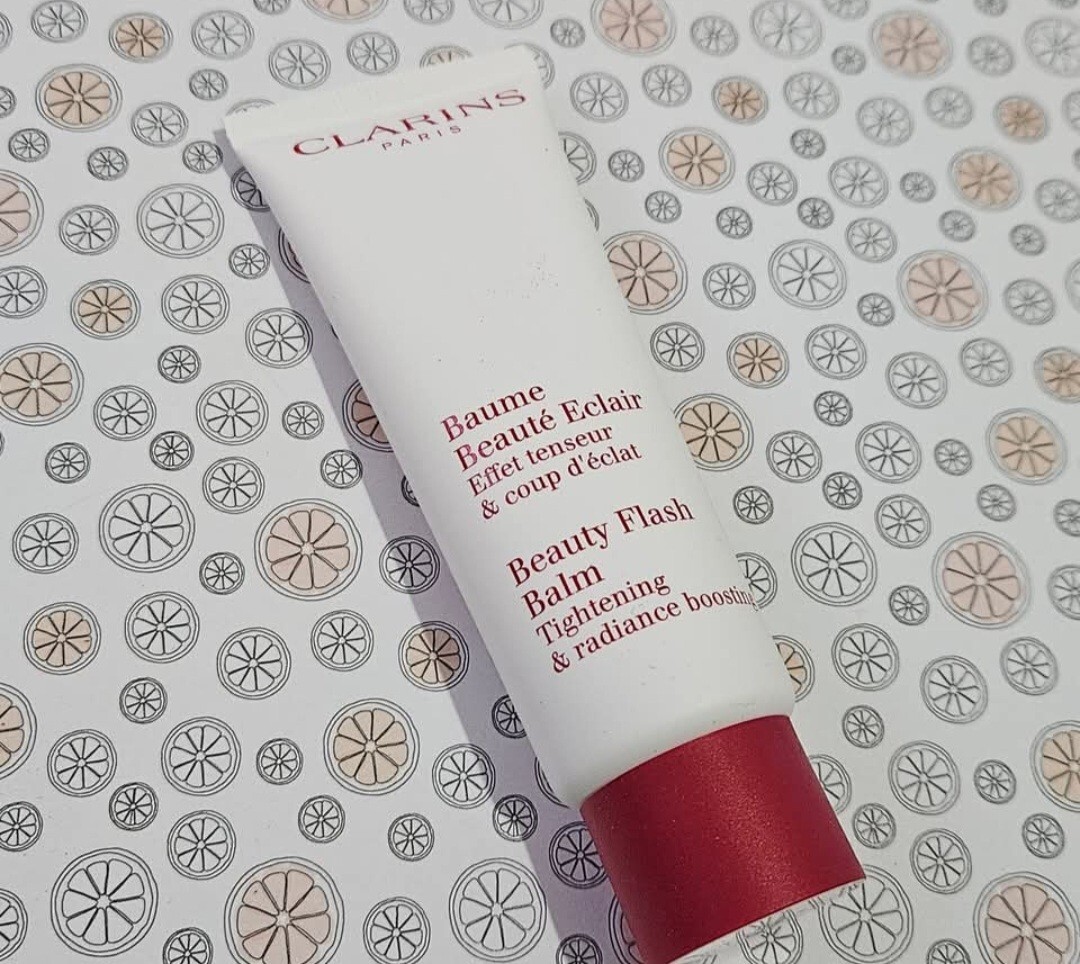 CLARINS
PARIS
Baume
Beauté Eclair
Effet tenseur
& coup d'éclat
Beauty Flash
Balm
Tightening
& radiance boosting